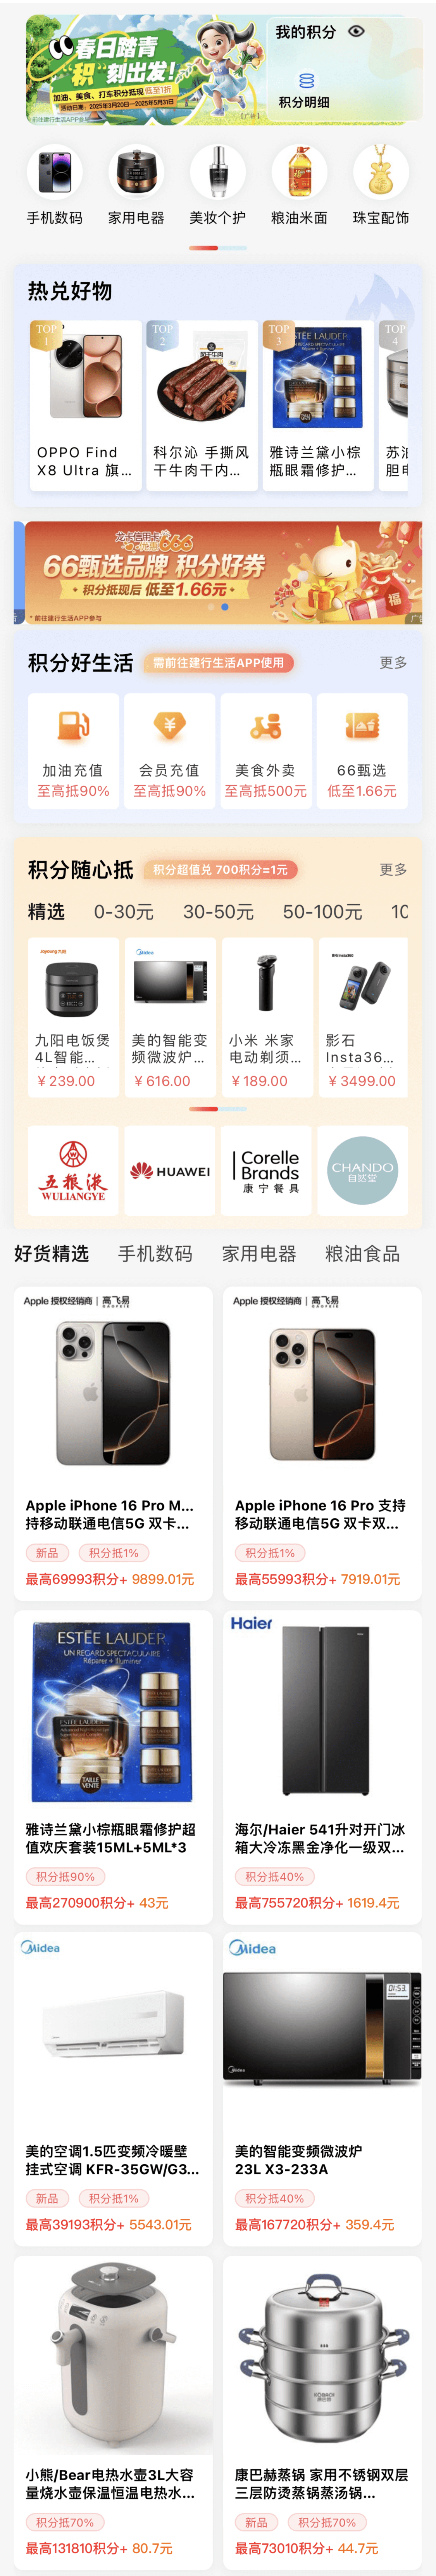 春日踏青
积刻出发!
加油、美食、打车积分抵现 低至1折
活动日期: 2025年3月20日-2025年5月31日
前往建行生活APP参与
【广告】
我的积分
积分明细
手机数码 家用电器 美妆个护 粮油米面 珠宝配饰
热兑好物
TOP 1 TOP 2 TOP 3 TOP 4
ESTĒE LAUDER
OPPO Find 科尔沁 手撕风 雅诗兰黛小棕 苏泊
X8 Ultra 旗... 干牛肉干内... 瓶眼霜修护... 胆电
龙卡信用卡
666
66甄选品牌 积分好券
• 积分抵现后 低至1.66元 •
* 前往建行生活APP参与
福
积分好生活 需前往建行生活APP使用 更多
加油充值 会员充值 美食外卖 66甄选
至高抵90% 至高抵90% 至高抵500元 低至1.66元
积分随心抵 积分超值兑 700积分=1元 更多
精选 0-30元 30-50元 50-100元 10
Joyoung九阳 Midea 影石Insta360
九阳电饭煲 美的智能变 小米 米家 影石
4L智能... 频微波炉... 电动剃须... Insta36...
￥239.00 ￥616.00 ￥189.00 ￥3499.00
五粮液 WULIANGYE
HUAWEI
Corelle Brands 康宁餐具
CHANDO 自然堂
好货精选 手机数码 家用电器 粮油食品
Apple 授权经销商 | 高飞易 GAOFEIE
Apple 授权经销商 | 高飞易 GAOFEIE
Apple iPhone 16 Pro M...
持移动联通电信5G 双卡...
新品 积分抵1%
最高69993积分+ 9899.01元
Apple iPhone 16 Pro 支持
移动联通电信5G 双卡双...
积分抵1%
最高55993积分+ 7919.01元
ESTĒE LAUDER
UN REGARD SPECTACULAIRE
Réparer + Illuminer
TAILLE VENTE
雅诗兰黛小棕瓶眼霜修护超
值欢庆套装15ML+5ML*3
积分抵90%
最高270900积分+ 43元
Haier
海尔/Haier 541升对开门冰
箱大冷冻黑金净化一级双...
积分抵40%
最高755720积分+ 1619.4元
Midea
美的空调1.5匹变频冷暖壁
挂式空调 KFR-35GW/G3...
新品 积分抵1%
最高39193积分+ 5543.01元
Midea
01:53
Midea
美的智能变频微波炉
23L X3-233A
积分抵40%
最高167720积分+ 359.4元
小熊/Bear电热水壶3L大容
量烧水壶保温恒温电热水...
积分抵70%
最高131810积分+ 80.7元
康巴赫蒸锅 家用不锈钢双层
三层防烫蒸锅蒸汤锅...
新品 积分抵70%
最高73010积分+ 44.7元